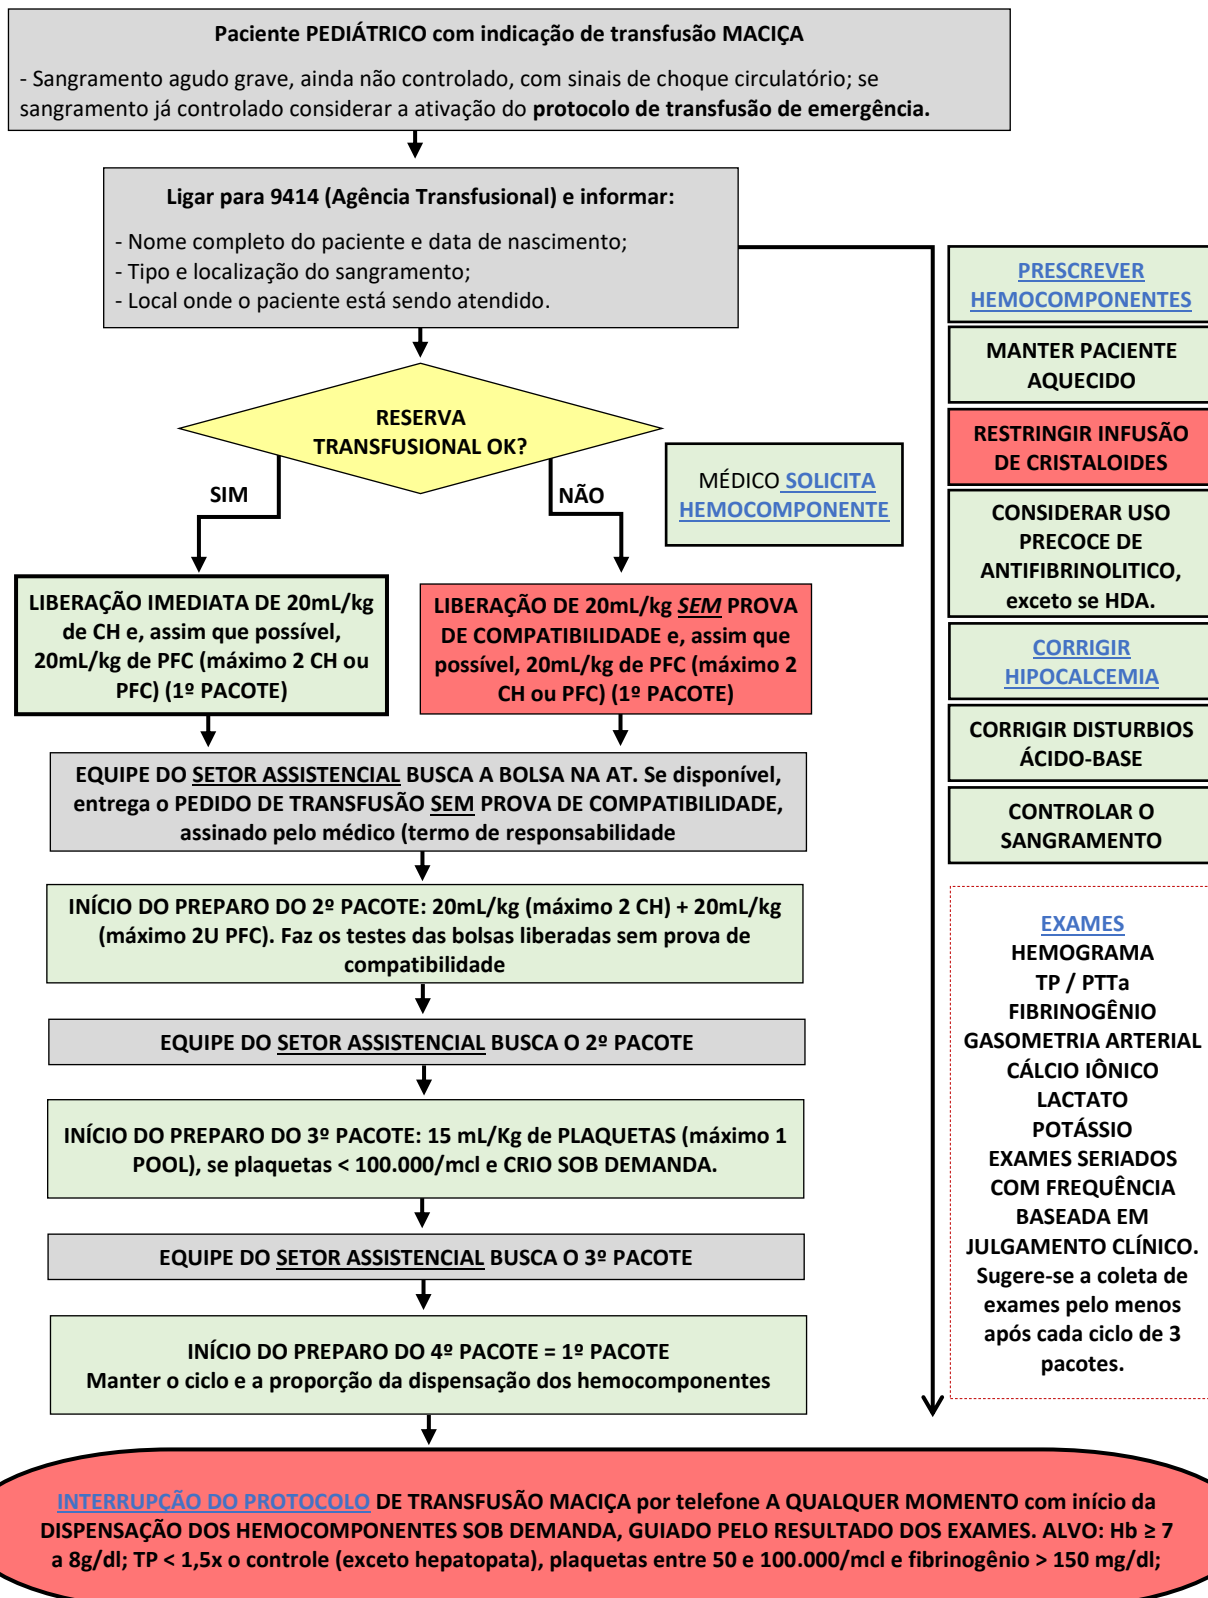 Paciente PEDIÁTRICO com indicação de transfusão MACIÇA
- Sangramento agudo grave, ainda não controlado, com sinais de choque circulatório; se
sangramento já controlado considerar a ativação do protocolo de transfusão de emergência.
Ligar para 9414 (Agência Transfusional) e informar:
- Nome completo do paciente e data de nascimento;
- Tipo e localização do sangramento;
- Local onde o paciente está sendo atendido.
RESERVA
TRANSFUSIONAL OK?
SIM
NÃO
MÉDICO SOLICITA
HEMOCOMPONENTE
LIBERAÇÃO IMEDIATA DE 20mL/kg
de CH e, assim que possível,
20mL/kg de PFC (máximo 2 CH ou
PFC) (1º PACOTE)
LIBERAÇÃO DE 20mL/kg SEM PROVA
DE COMPATIBILIDADE e, assim que
possível, 20mL/kg de PFC (máximo 2
CH ou PFC) (1º PACOTE)
EQUIPE DO SETOR ASSISTENCIAL BUSCA A BOLSA NA AT. Se disponível,
entrega o PEDIDO DE TRANSFUSÃO SEM PROVA DE COMPATIBILIDADE,
assinado pelo médico (termo de responsabilidade
INÍCIO DO PREPARO DO 2º PACOTE: 20mL/kg (máximo 2 CH) + 20mL/kg
(máximo 2U PFC). Faz os testes das bolsas liberadas sem prova de
compatibilidade
EQUIPE DO SETOR ASSISTENCIAL BUSCA O 2º PACOTE
INÍCIO DO PREPARO DO 3º PACOTE: 15 mL/Kg de PLAQUETAS (máximo 1
POOL), se plaquetas < 100.000/mcl e CRIO SOB DEMANDA.
EQUIPE DO SETOR ASSISTENCIAL BUSCA O 3º PACOTE
INÍCIO DO PREPARO DO 4º PACOTE = 1º PACOTE
Manter o ciclo e a proporção da dispensação dos hemocomponentes
PRESCREVER
HEMOCOMPONENTES
MANTER PACIENTE
AQUECIDO
RESTRINGIR INFUSÃO
DE CRISTALOIDES
CONSIDERAR USO
PRECOCE DE
ANTIFIBRINOLITICO,
exceto se HDA.
CORRIGIR
HIPOCALCEMIA
CORRIGIR DISTURBIOS
ÁCIDO-BASE
CONTROLAR O
SANGRAMENTO
EXAMES
HEMOGRAMA
TP / PTTa
FIBRINOGÊNIO
GASOMETRIA ARTERIAL
CÁLCIO IÔNICO
LACTATO
POTÁSSIO
EXAMES SERIADOS
COM FREQUÊNCIA
BASEADA EM
JULGAMENTO CLÍNICO.
Sugere-se a coleta de
exames pelo menos
após cada ciclo de 3
pacotes.
INTERRUPÇÃO DO PROTOCOLO DE TRANSFUSÃO MACIÇA por telefone A QUALQUER MOMENTO com início da
DISPENSAÇÃO DOS HEMOCOMPONENTES SOB DEMANDA, GUIADO PELO RESULTADO DOS EXAMES. ALVO: Hb ≥ 7
a 8g/dl; TP < 1,5x o controle (exceto hepatopata), plaquetas entre 50 e 100.000/mcl e fibrinogênio > 150 mg/dl;